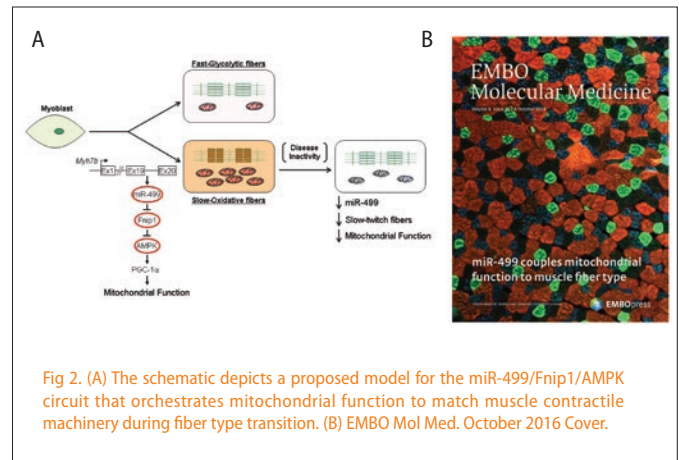 A
B
Fast-Glycolytic fibers
Myoblast
Myh7b
Ex1
Ex19
Ex20
miR-499
Fnip1
AMPK
PGC-1α
Mitochondrial Function
Slow-Oxidative fibers
Disease
Inactivity
↓ miR-499
↓ Slow-twitch fibers
↓ Mitochondrial Function
EMBO
Molecular Medicine
miR-499 couples mitochondrial
function to muscle fiber type
EMBOpress
Fig 2. (A) The schematic depicts a proposed model for the miR-499/Fnip1/AMPK
circuit that orchestrates mitochondrial function to match muscle contractile
machinery during fiber type transition. (B) EMBO Mol Med. October 2016 Cover.